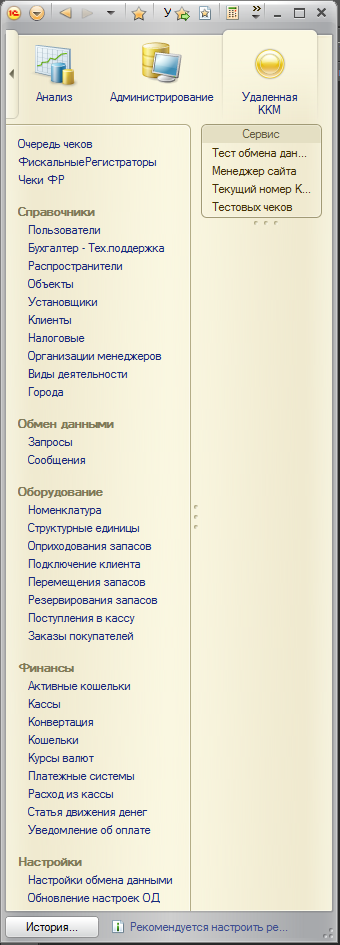 У
Анализ
Администрирование
Удаленная
ККМ
Очередь чеков
ФискальныеРегистраторы
Чеки ФР
Справочники
Пользователи
Бухгалтер - Тех.поддержка
Распространители
Объекты
Установщики
Клиенты
Налоговые
Организации менеджеров
Виды деятельности
Города
Обмен данными
Запросы
Сообщения
Оборудование
Номенклатура
Структурные единицы
Оприходования запасов
Подключение клиента
Перемещения запасов
Резервирования запасов
Поступления в кассу
Заказы покупателей
Финансы
Активные кошельки
Кассы
Конвертация
Кошельки
Курсы валют
Платежные системы
Расход из кассы
Статья движения денег
Уведомление об оплате
Настройки
Настройки обмена данными
Обновление настроек ОД
Сервис
Тест обмена дан...
Менеджер сайта
Текущий номер К...
Тестовых чеков
История...
Рекомендуется настроить ре...